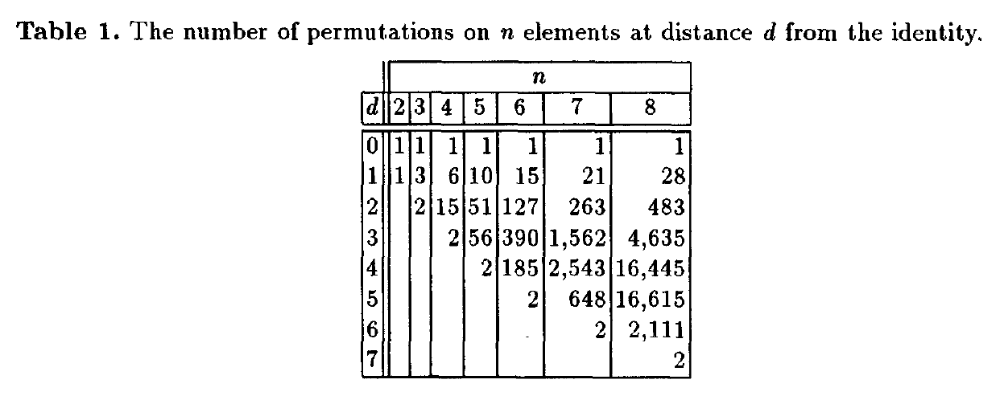 Table 1. The number of permutations on n elements at distance d from the identity.
n
d 2 3 4 5 6 7 8
0 1 1 1 1 1 1 1
1 1 3 6 10 15 21 28
2 2 15 51 127 263 483
3 2 56 390 1,562 4,635
4 2 185 2,543 16,445
5 2 648 16,615
6 2 2,111
7 2